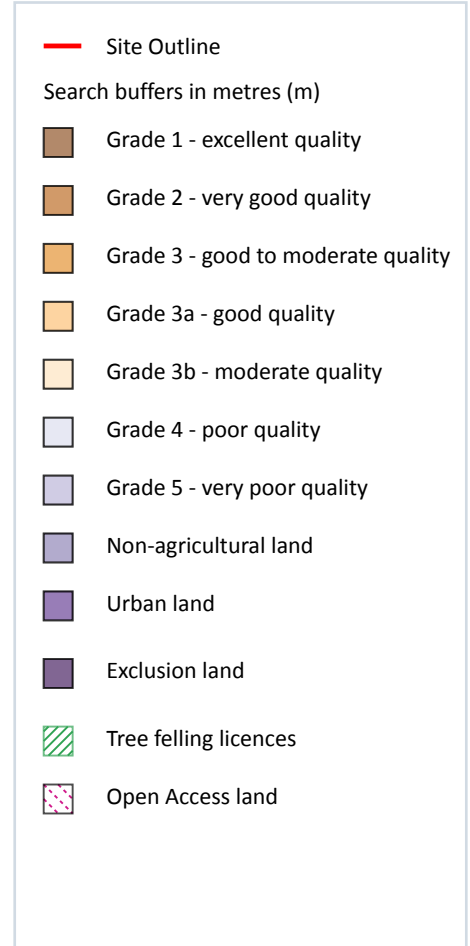 Site Outline
Search buffers in metres (m)
Grade 1 - excellent quality
Grade 2 - very good quality
Grade 3 - good to moderate quality
Grade 3a - good quality
Grade 3b - moderate quality
Grade 4 - poor quality
Grade 5 - very poor quality
Non-agricultural land
Urban land
Exclusion land
Tree felling licences
Open Access land